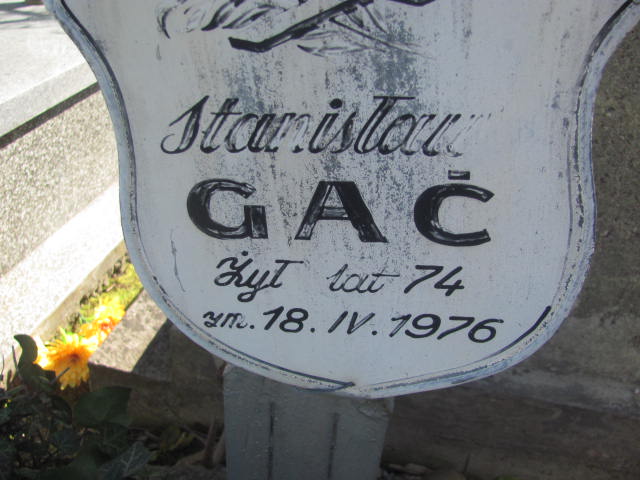 Stanisław
GAĆ
Żył lat 74
zm. 18. IV. 1976